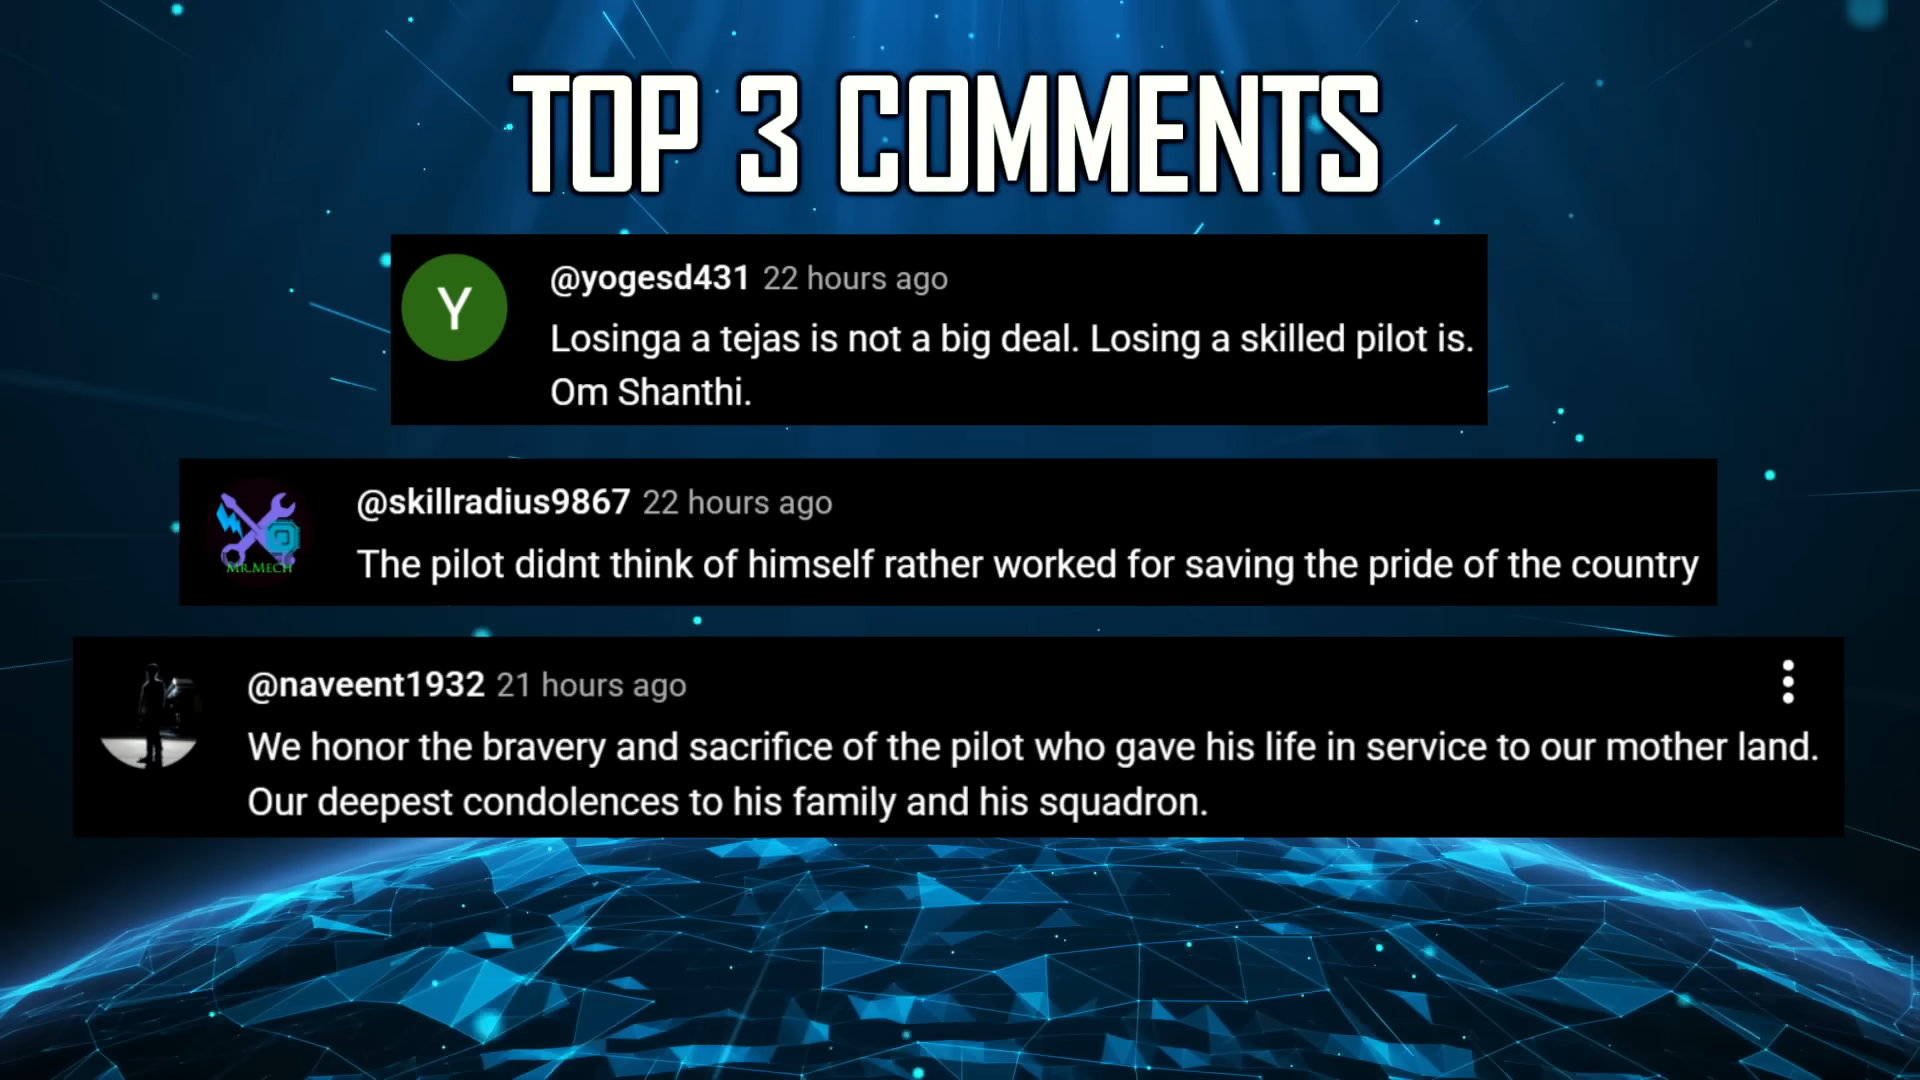 TOP 3 COMMENTS
Y
@yogesd431 22 hours ago
Losinga a tejas is not a big deal. Losing a skilled pilot is.
Om Shanthi.
@skillradius9867 22 hours ago
MR.MECH
The pilot didnt think of himself rather worked for saving the pride of the country
@naveent1932 21 hours ago
We honor the bravery and sacrifice of the pilot who gave his life in service to our mother land.
Our deepest condolences to his family and his squadron.